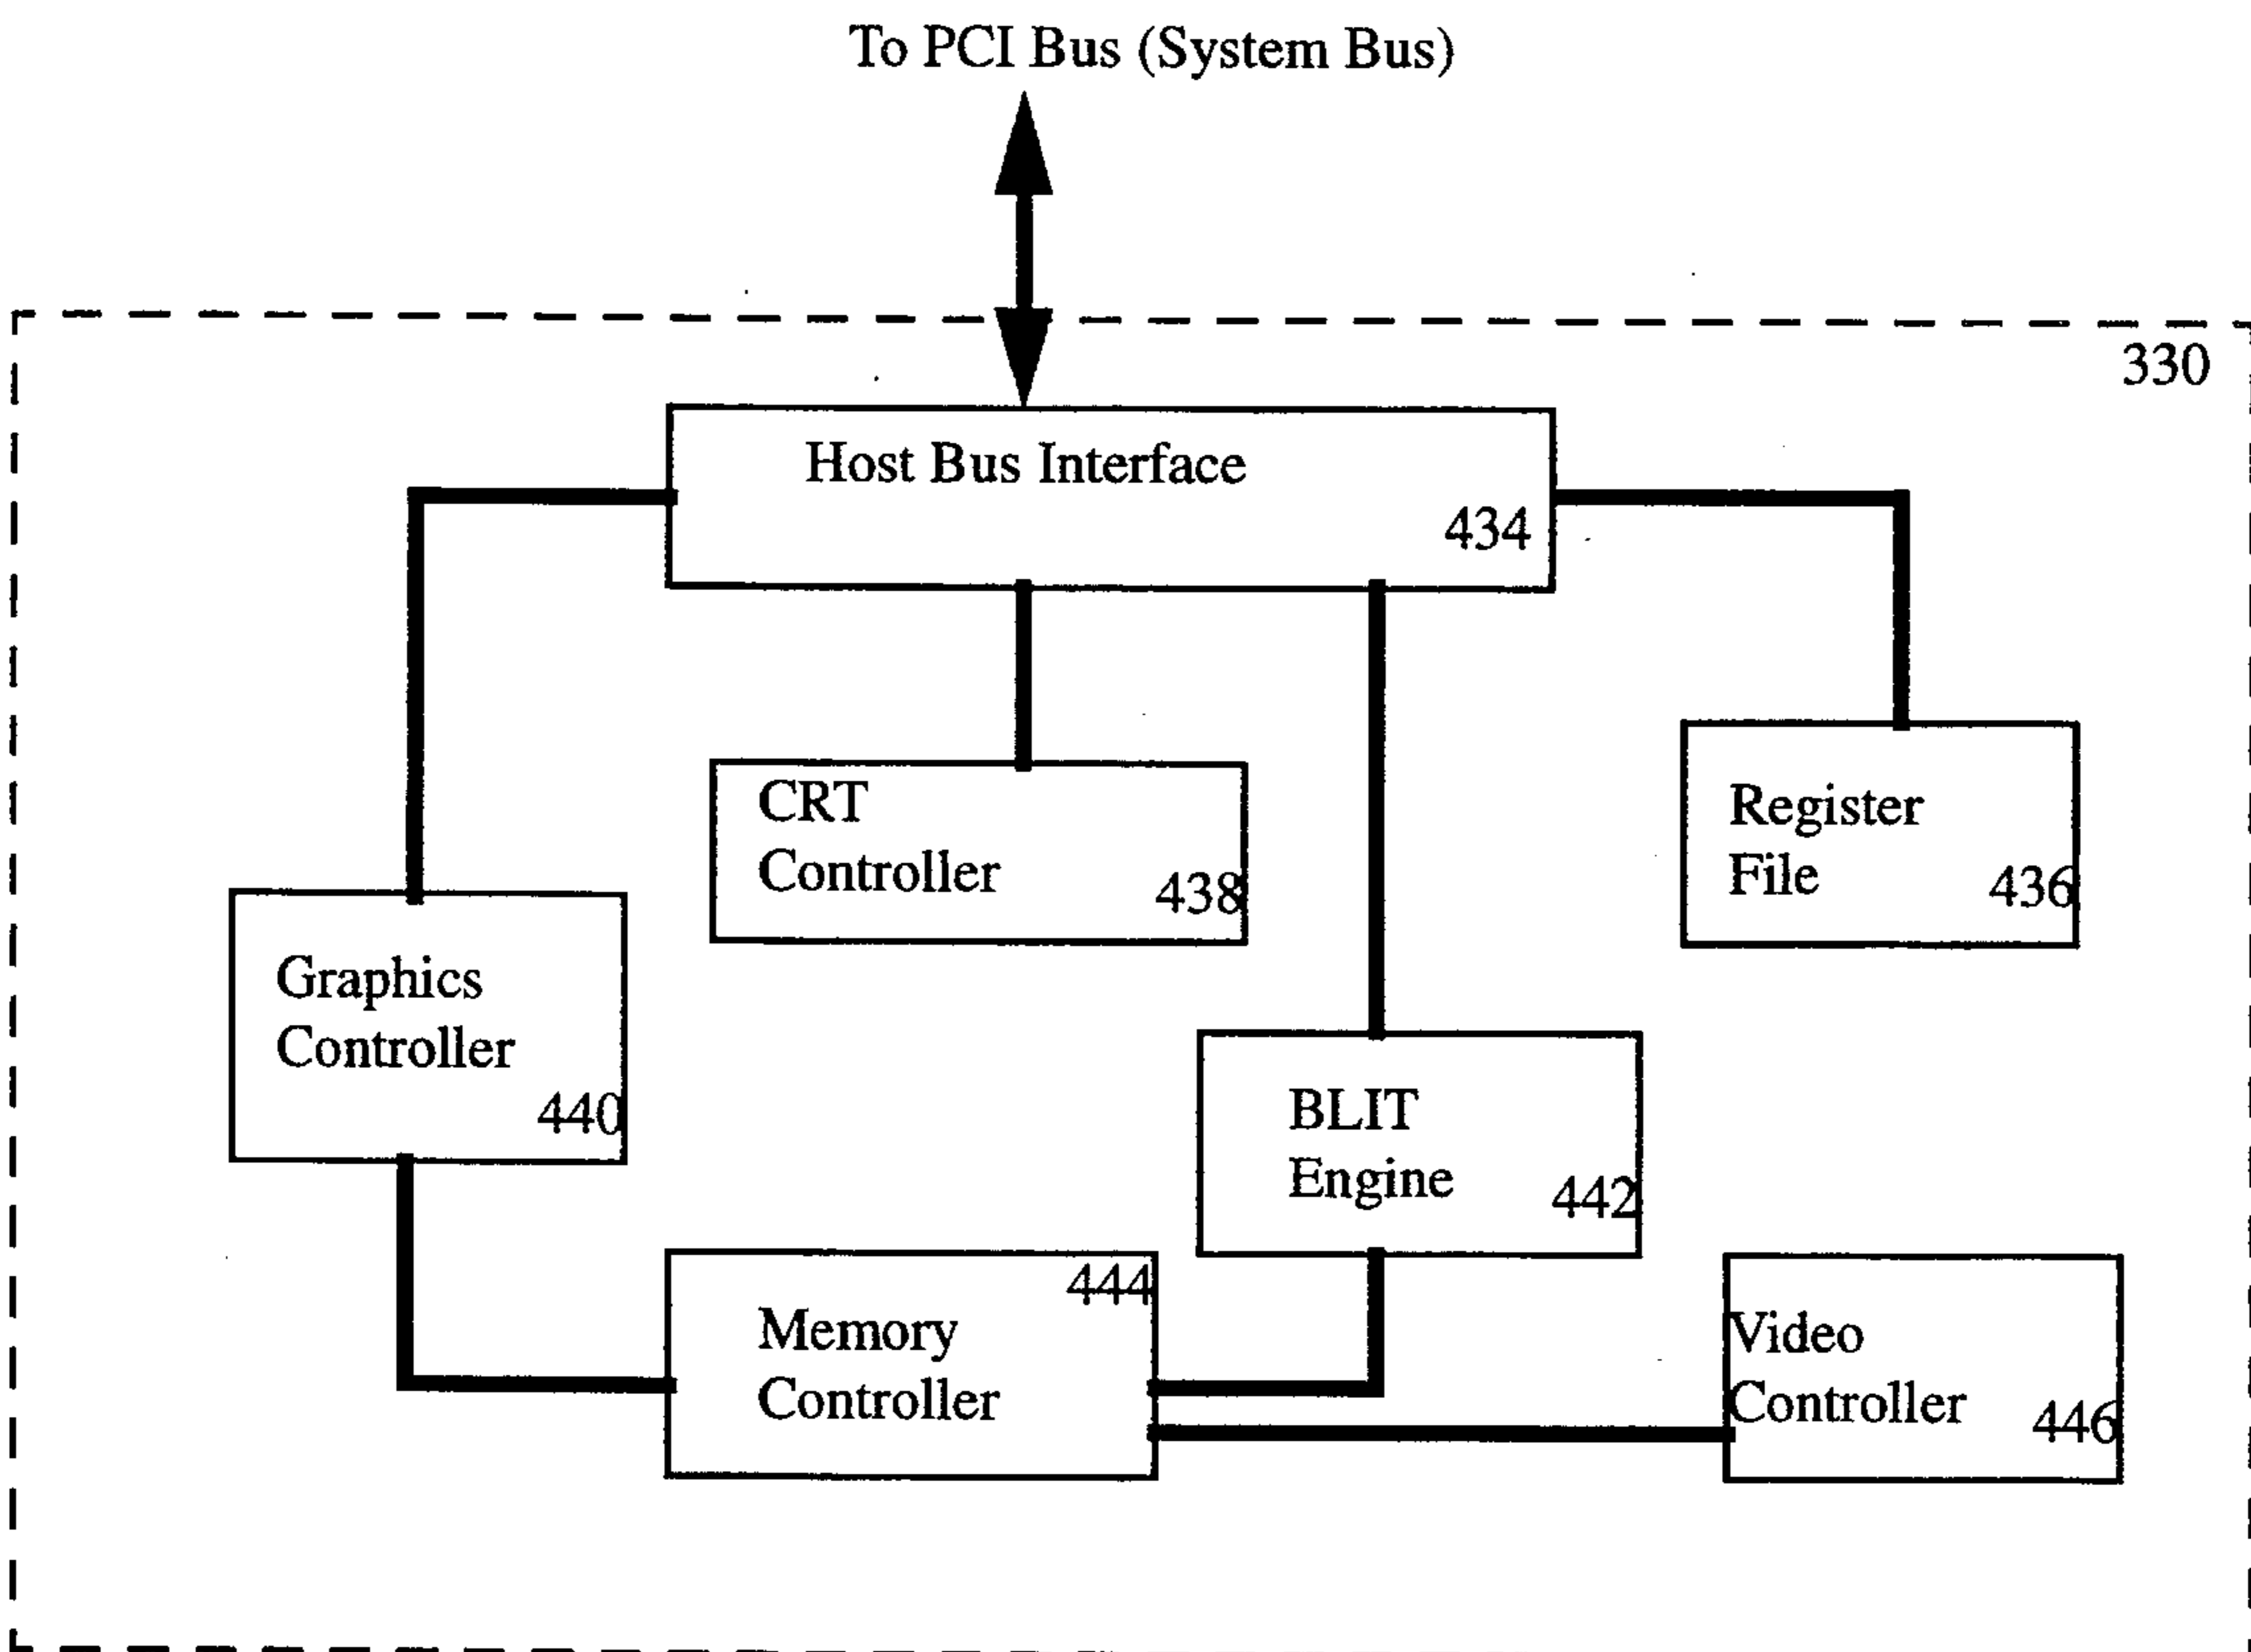 To PCI Bus (System Bus)
330
Host Bus Interface
434
CRT
Controller
438
Register
File
436
Graphics
Controller
440
BLIT
Engine
442
444
Memory
Controller
Video
Controller
446